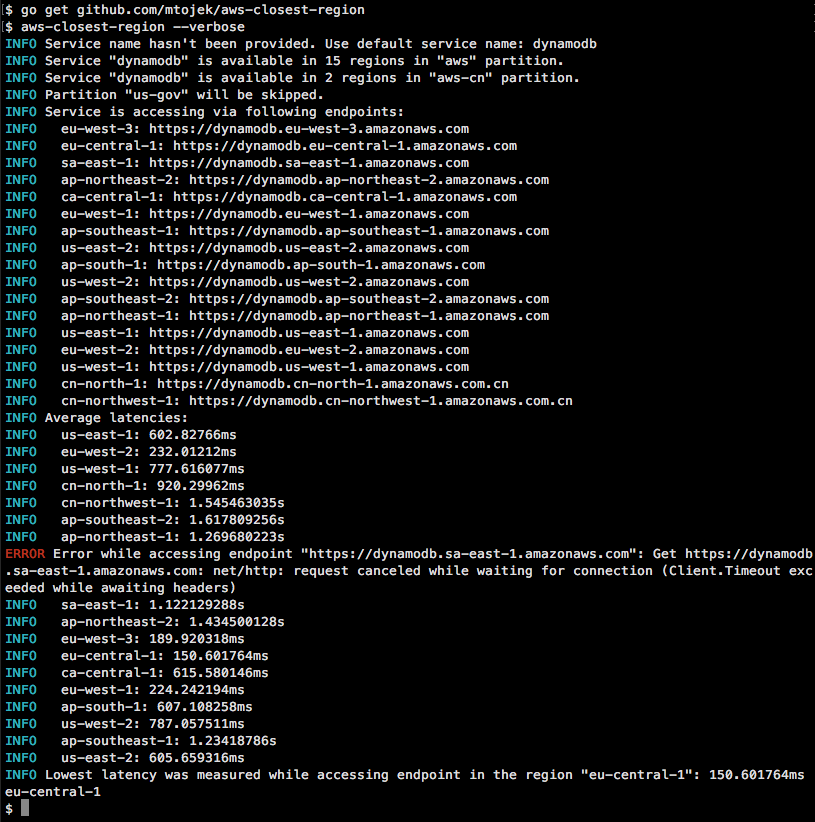 $ go get github.com/mtojek/aws-closest-region
$ aws-closest-region --verbose
INFO Service name hasn't been provided. Use default service name: dynamodb
INFO Service "dynamodb" is available in 15 regions in "aws" partition.
INFO Service "dynamodb" is available in 2 regions in "aws-cn" partition.
INFO Partition "us-gov" will be skipped.
INFO Service is accessing via following endpoints:
INFO   eu-west-3: https://dynamodb.eu-west-3.amazonaws.com
INFO   eu-central-1: https://dynamodb.eu-central-1.amazonaws.com
INFO   sa-east-1: https://dynamodb.sa-east-1.amazonaws.com
INFO   ap-northeast-2: https://dynamodb.ap-northeast-2.amazonaws.com
INFO   ca-central-1: https://dynamodb.ca-central-1.amazonaws.com
INFO   eu-west-1: https://dynamodb.eu-west-1.amazonaws.com
INFO   ap-southeast-1: https://dynamodb.ap-southeast-1.amazonaws.com
INFO   us-east-2: https://dynamodb.us-east-2.amazonaws.com
INFO   ap-south-1: https://dynamodb.ap-south-1.amazonaws.com
INFO   us-west-2: https://dynamodb.us-west-2.amazonaws.com
INFO   ap-southeast-2: https://dynamodb.ap-southeast-2.amazonaws.com
INFO   ap-northeast-1: https://dynamodb.ap-northeast-1.amazonaws.com
INFO   us-east-1: https://dynamodb.us-east-1.amazonaws.com
INFO   eu-west-2: https://dynamodb.eu-west-2.amazonaws.com
INFO   us-west-1: https://dynamodb.us-west-1.amazonaws.com
INFO   cn-north-1: https://dynamodb.cn-north-1.amazonaws.com.cn
INFO   cn-northwest-1: https://dynamodb.cn-northwest-1.amazonaws.com.cn
INFO Average latencies:
INFO   us-east-1: 602.82766ms
INFO   eu-west-2: 232.01212ms
INFO   us-west-1: 777.616077ms
INFO   cn-north-1: 920.29962ms
INFO   cn-northwest-1: 1.545463035s
INFO   ap-southeast-2: 1.617809256s
INFO   ap-northeast-1: 1.269680223s
ERROR Error while accessing endpoint "https://dynamodb.sa-east-1.amazonaws.com": Get https://dynamodb
.sa-east-1.amazonaws.com: net/http: request canceled while waiting for connection (Client.Timeout exc
eeded while awaiting headers)
INFO   sa-east-1: 1.122129288s
INFO   ap-northeast-2: 1.434500128s
INFO   eu-west-3: 189.920318ms
INFO   eu-central-1: 150.601764ms
INFO   ca-central-1: 615.580146ms
INFO   eu-west-1: 224.242194ms
INFO   ap-south-1: 607.108258ms
INFO   us-west-2: 787.057511ms
INFO   ap-southeast-1: 1.23418786s
INFO   us-east-2: 605.659316ms
INFO Lowest latency was measured while accessing endpoint in the region "eu-central-1": 150.601764ms
eu-central-1
$